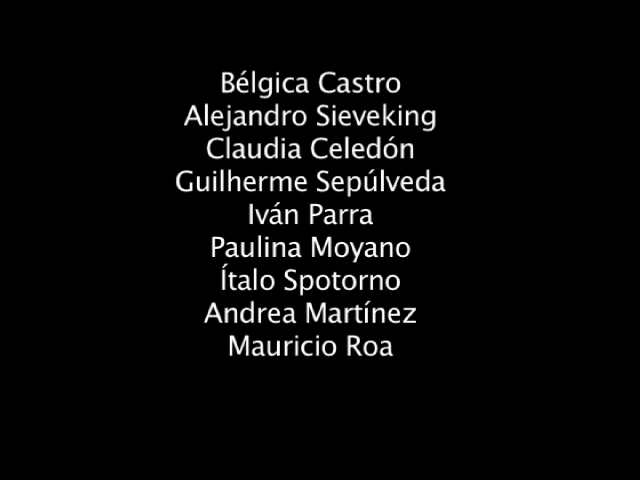 Bélgica Castro
Alejandro Sieveking
Claudia Celedón
Guilherme Sepúlveda
Iván Parra
Paulina Moyano
Ítalo Spotorno
Andrea Martínez
Mauricio Roa